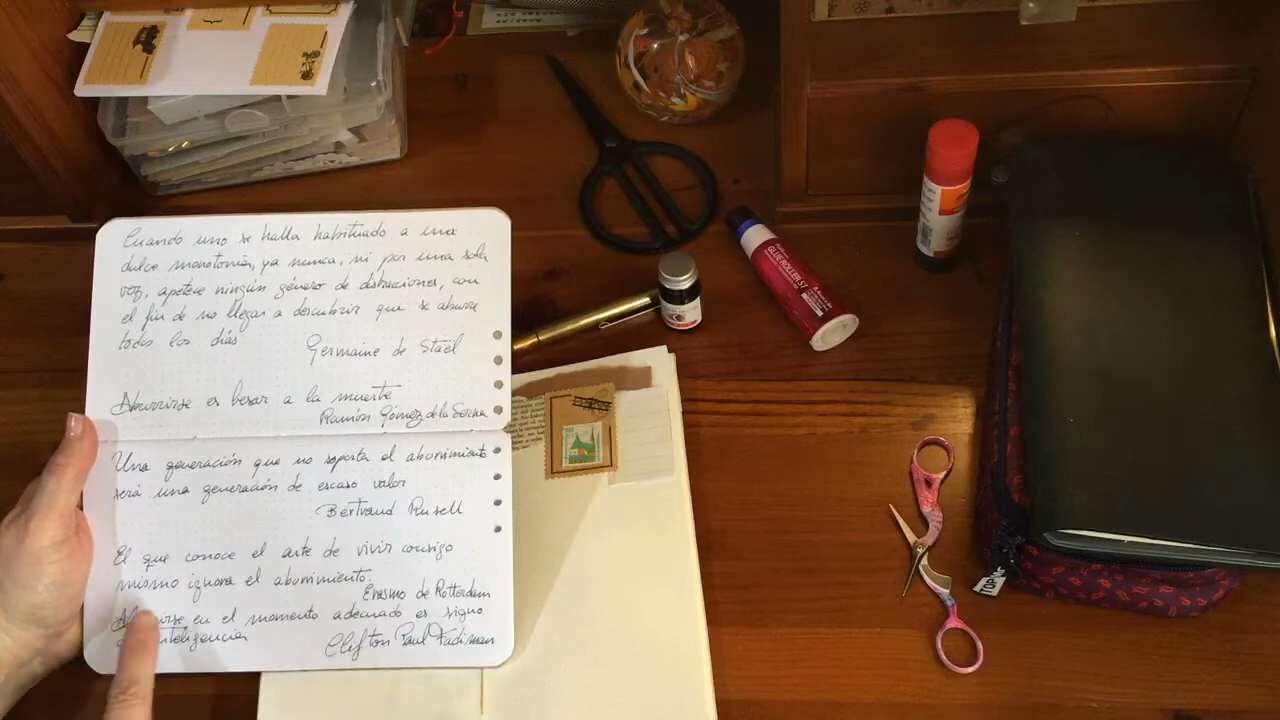 Cuando uno se halla habituado a una
dulce monotonía, ya nunca, ni por una sola
vez, apetece ningún género de distracciones, con
el fin de no llegar a descubrir que se aburre
todos los días
Germaine de Staël
Aburrirse es besar a la muerte
Ramón Gómez de la Serna
Una generación que no soporta el aburrimiento
será una generación de escaso valor
Bertrand Rusell
El que conoce el arte de vivir consigo
mismo ignora el aburrimiento.
Erasmo de Rotterdam
en el momento adecuado es signo
inteligencia
Clifton Paul Fadiman
GLUE ROLLER ST
TOP